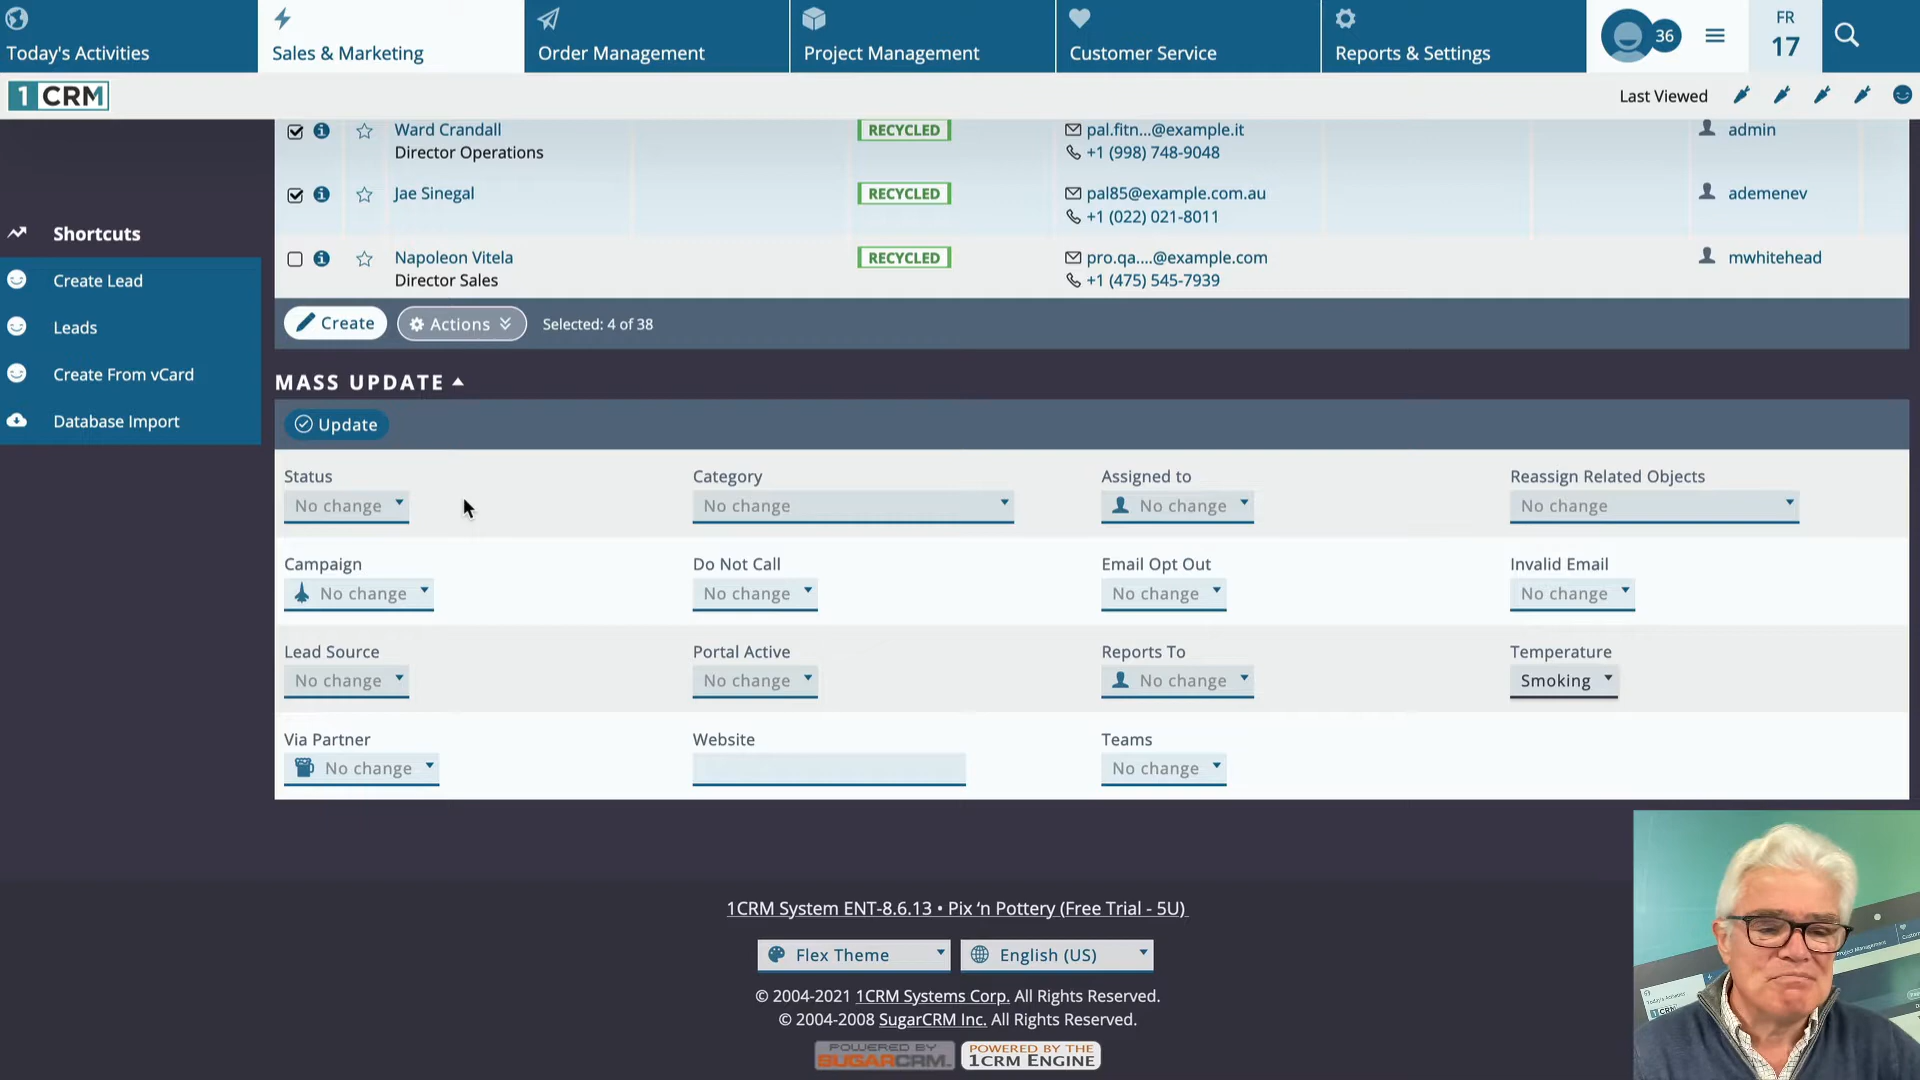 Today's Activities
Sales & Marketing
Order Management
Project Management
Customer Service
Reports & Settings
36
FR
17
1 CRM
Last Viewed
Ward Crandall
Director Operations
RECYCLED
pal.fitn...@example.it
+1 (998) 748-9048
admin
Jae Sinegal
RECYCLED
pal85@example.com.au
+1 (022) 021-8011
ademenev
Napoleon Vitela
Director Sales
RECYCLED
pro.qa....@example.com
+1 (475) 545-7939
mwhitehead
Shortcuts
Create Lead
Leads
Create From vCard
Database Import
Create
Actions
Selected: 4 of 38
MASS UPDATE
Update
Status
No change
Category
No change
Assigned to
No change
Reassign Related Objects
No change
Campaign
No change
Do Not Call
No change
Email Opt Out
No change
Invalid Email
No change
Lead Source
No change
Portal Active
No change
Reports To
No change
Temperature
Smoking
Via Partner
No change
Website
Teams
No change
1CRM System ENT-8.6.13 • Pix ‘n Pottery (Free Trial - 5U)
Flex Theme
English (US)
© 2004-2021 1CRM Systems Corp. All Rights Reserved.
© 2004-2008 SugarCRM Inc. All Rights Reserved.
POWERED BY
SUGARCRM.
POWERED BY THE
1CRM ENGINE